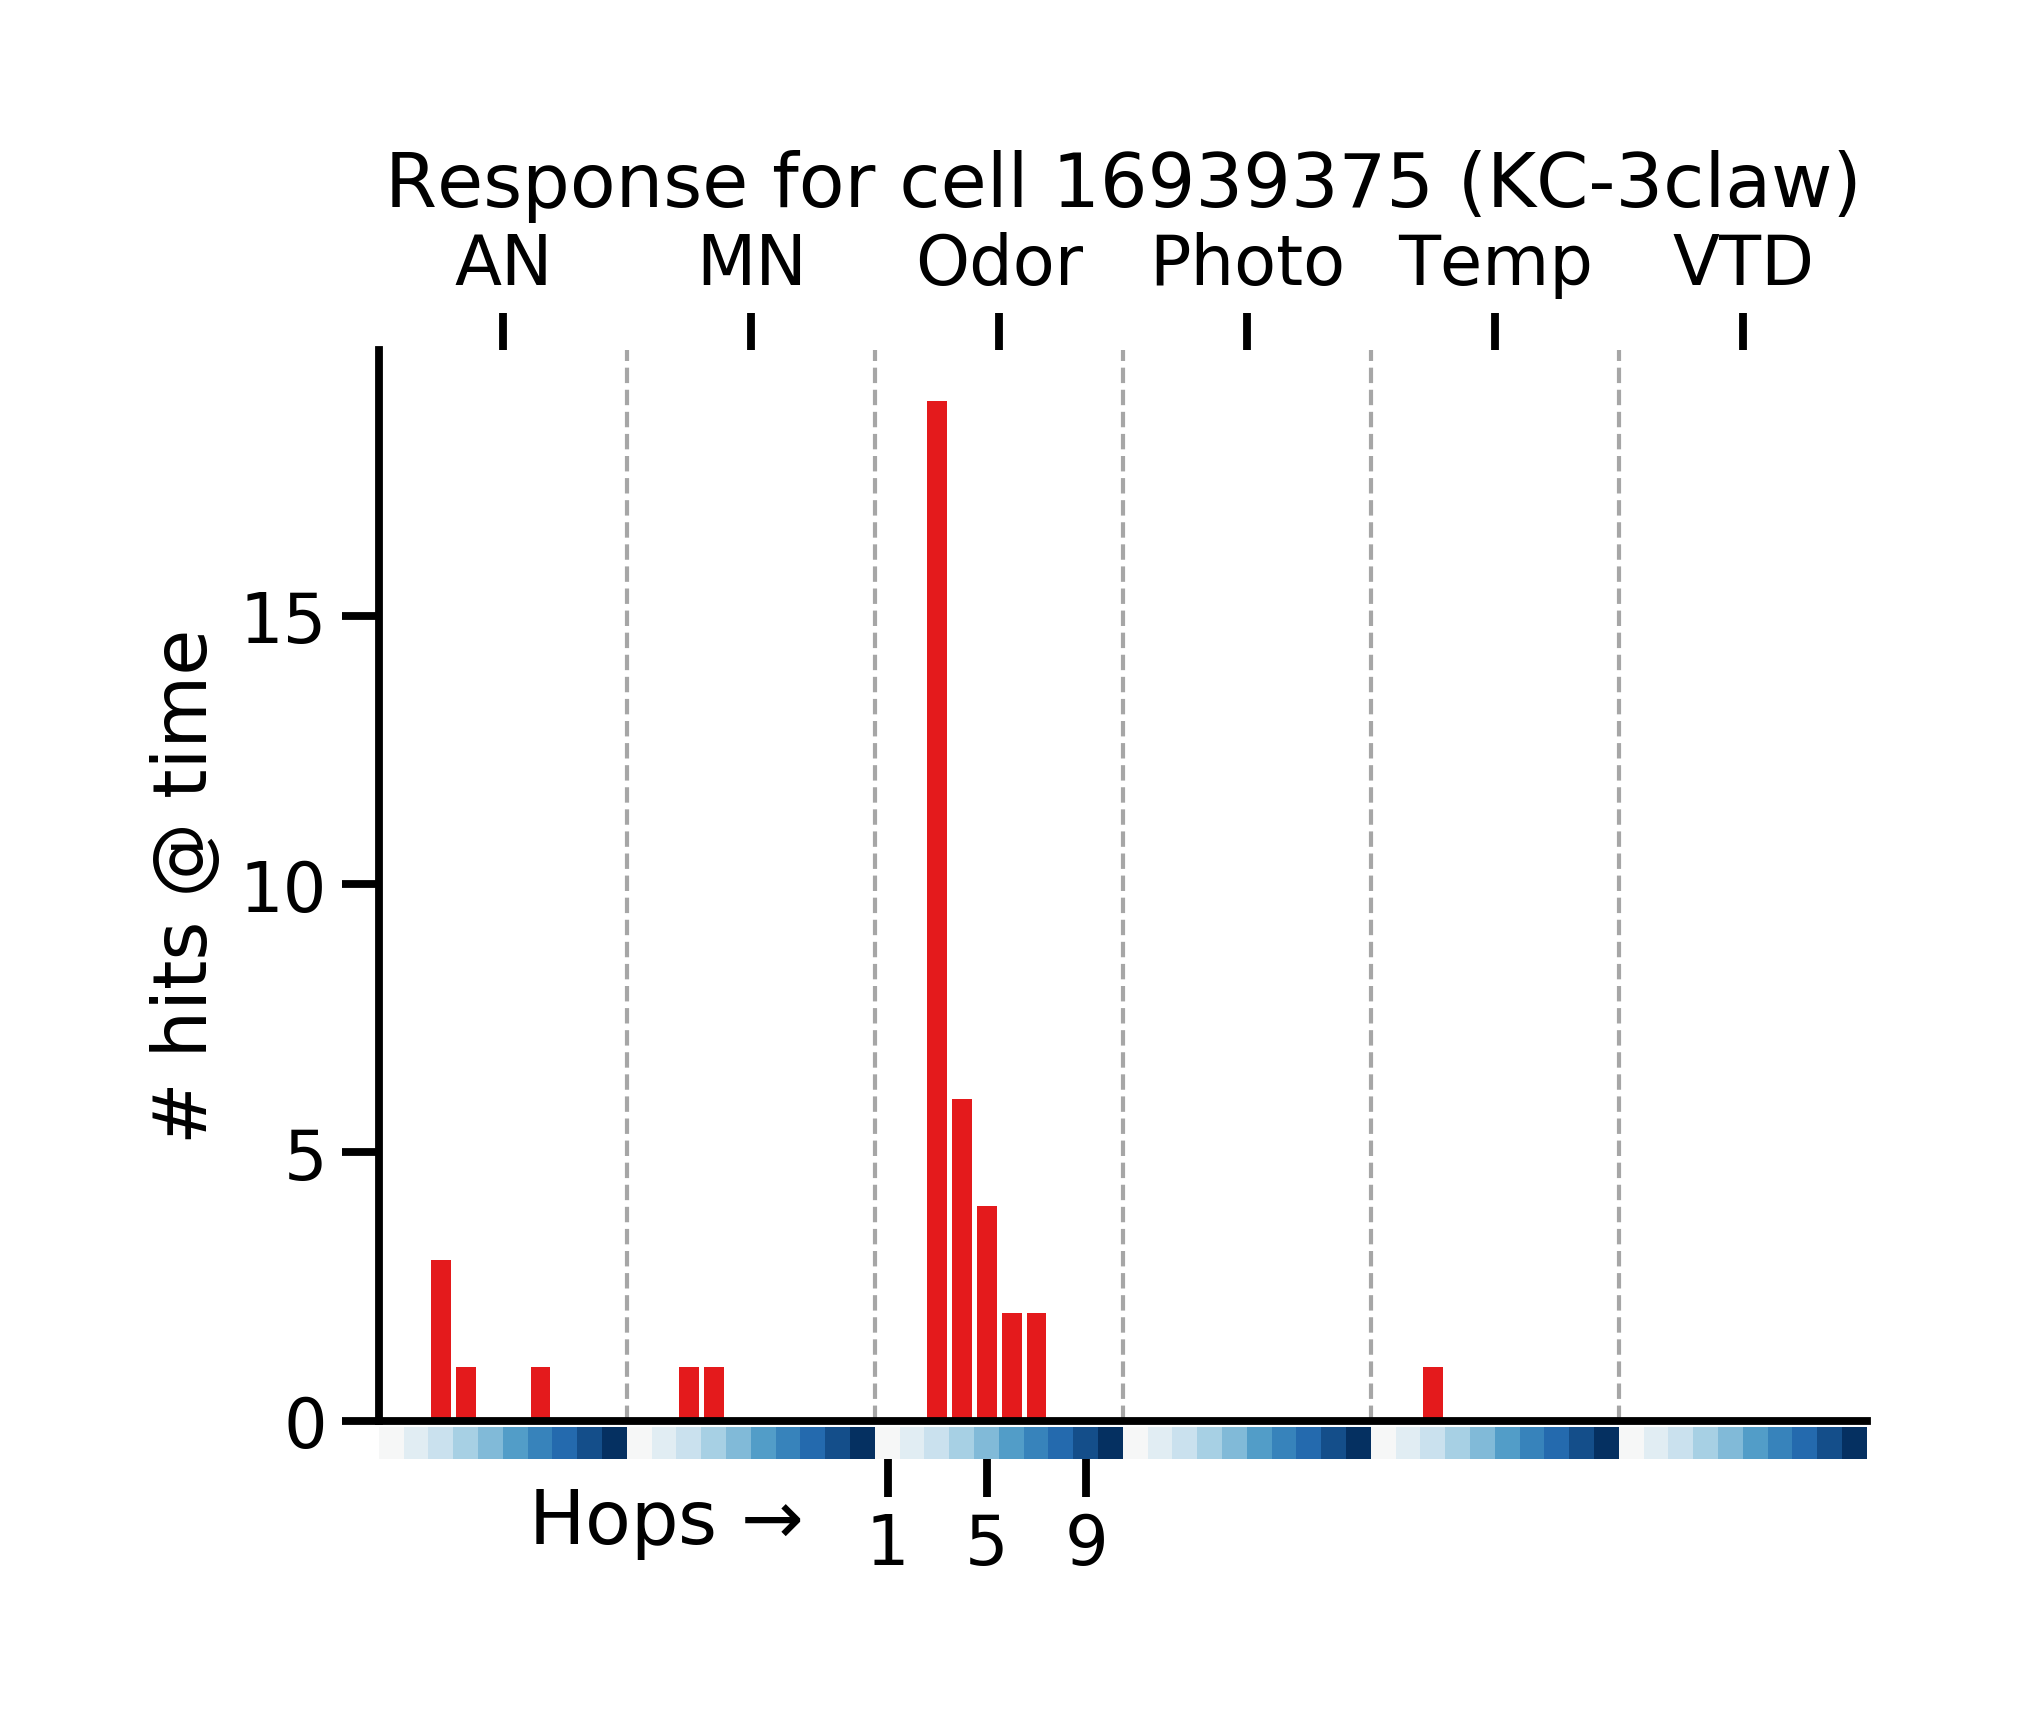 Response for cell 16939375 (KC-3claw)
AN MN Odor Photo Temp VTD
# hits @ time
15
10
5
0
Hops →
1 5 9